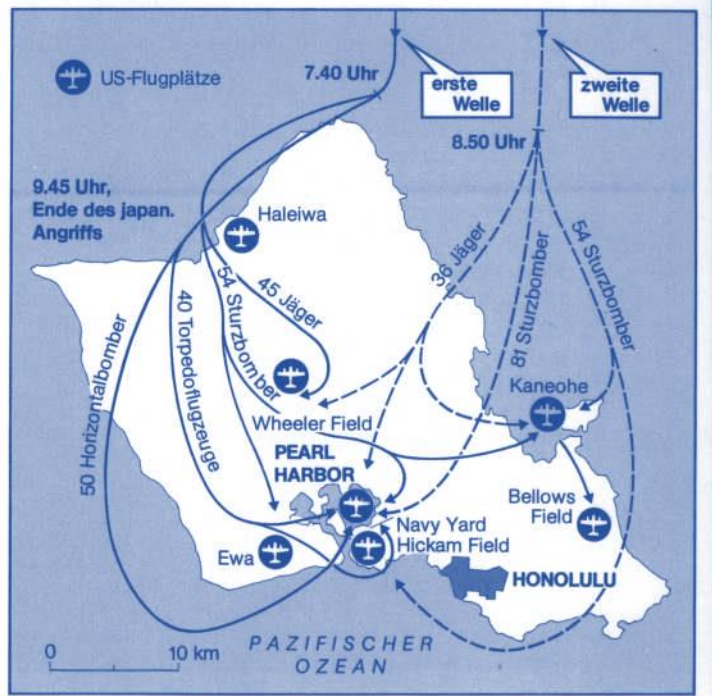 US-Flugplätze
7.40 Uhr
erste
Welle
zweite
Welle
8.50 Uhr
9.45 Uhr,
Ende des japan.
Angriffs
Haleiwa
36 Jäger
54 Sturzbomber
45 Jäger
54 Sturzbomber
81 Sturzbomber
40 Torpedoflugzeuge
50 Horizontalbomber
Kaneohe
Wheeler Field
PEARL
HARBOR
Bellows
Field
Navy Yard
Hickam Field
Ewa
HONOLULU
PAZIFISCHER
OZEAN
0 10 km